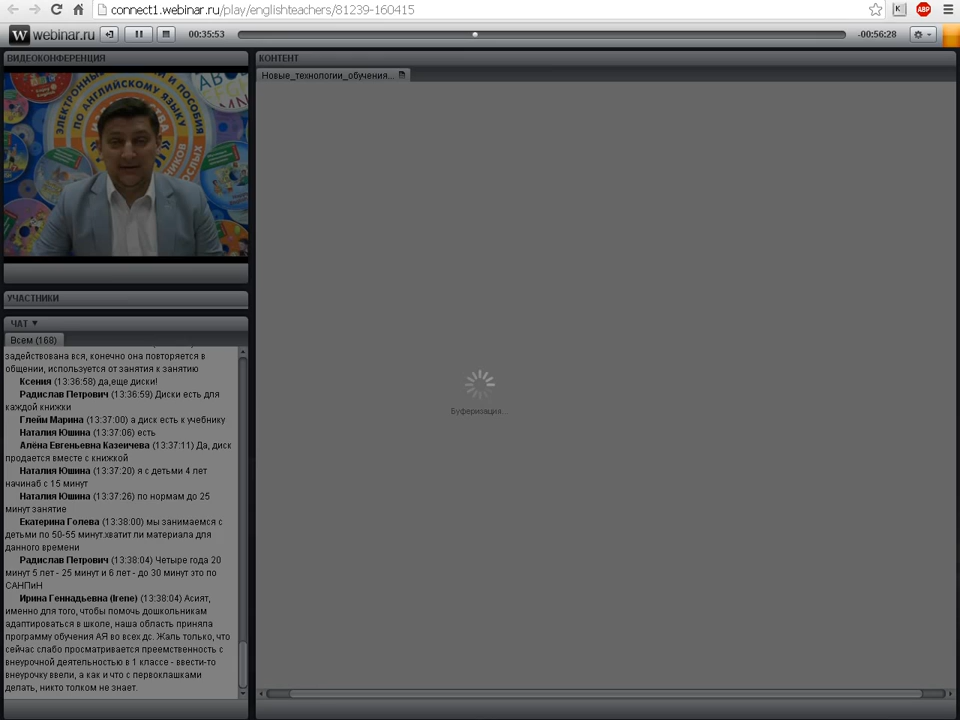 connect1.webinar.ru/play/englishteachers/81239-160415
ABP
W webinar.ru
00:35:53
-00:56:28
ВИДЕОКОНФЕРЕНЦИЯ
ЭЛЕКТРОННЫЕ И ПОСОБИЯ
ПО АНГЛИЙСКОМУ ЯЗЫКУ
УЧАСТНИКИ
ЧАТ ▼
Всем (168)
задействована вся, конечно она повторяется в
общении, используется от занятия к занятию
Ксения (13:36:58) да,еще диски!
Радислав Петрович (13:36:59) Диски есть для
каждой книжки
Глейм Марина (13:37:00) а диск есть к учебнику
Наталия Юшина (13:37:06) есть
Алёна Евгеньевна Казеичева (13:37:11) Да, диск
продается вместе с книжкой
Наталия Юшина (13:37:20) я с детьми 4 лет
начинаб с 15 минут
Наталия Юшина (13:37:26) по нормам до 25
минут занятие
Екатерина Голева (13:38:00) мы занимаемся с
детьми по 50-55 минут.хватит ли материала для
данного времени
Радислав Петрович (13:38:04) Четыре года 20
минут 5 лет - 25 минут и 6 лет - до 30 минут это по
САНПиН
Ирина Геннадьевна (Irene) (13:38:04) Асият,
именно для того, чтобы помочь дошкольникам
адаптироваться в школе, наша область приняла
программу обучения АЯ во всех дс. Жаль только, что
сейчас слабо просматривается преемственность с
внеурочной деятельностью в 1 классе - ввести-то
внеурочку ввели, а как и что с первоклашками
делать, никто толком не знает.
КОНТЕНТ
Новые_технологии_обучения...
Буферизация...